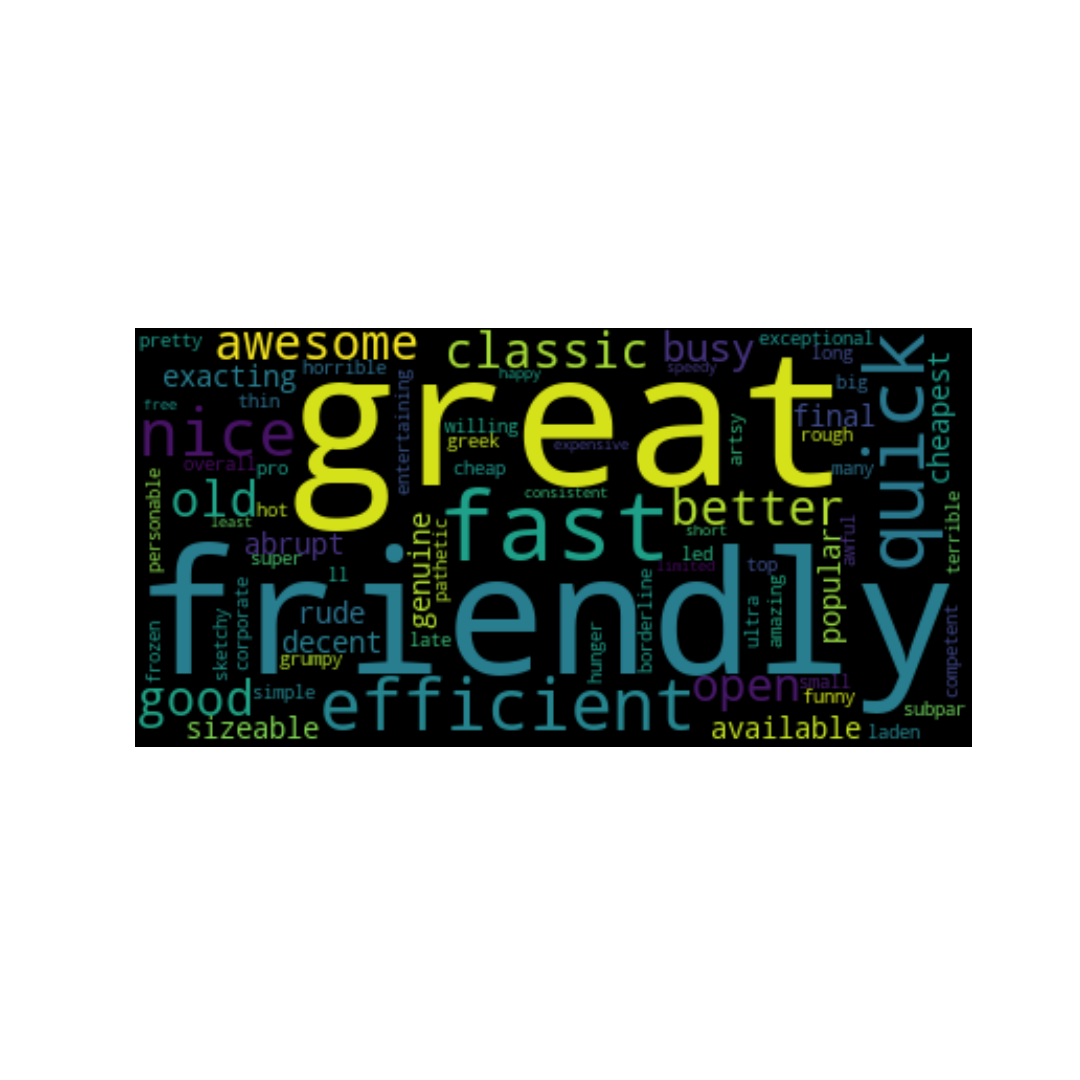 pretty
awesome
classic
busy
exceptional
long
quick
cheapest
exacting
horrible
happy
speedy
big
thin
entertaining
great
free
nice
willing
greek
expensive
artsy
final
rough
overall
pro
cheap
many
personable
old
hot
least
consistent
fast
better
short
terrible
abrupt
super
genuine
pathetic
led
limited
top
popular
awful
ll
friendly
frozen
sketchy
corporate
rude
decent
grumpy
late
hunger
borderline
ultra
amazing
competent
good
simple
efficient
open
small
funny
subpar
sizeable
available
laden